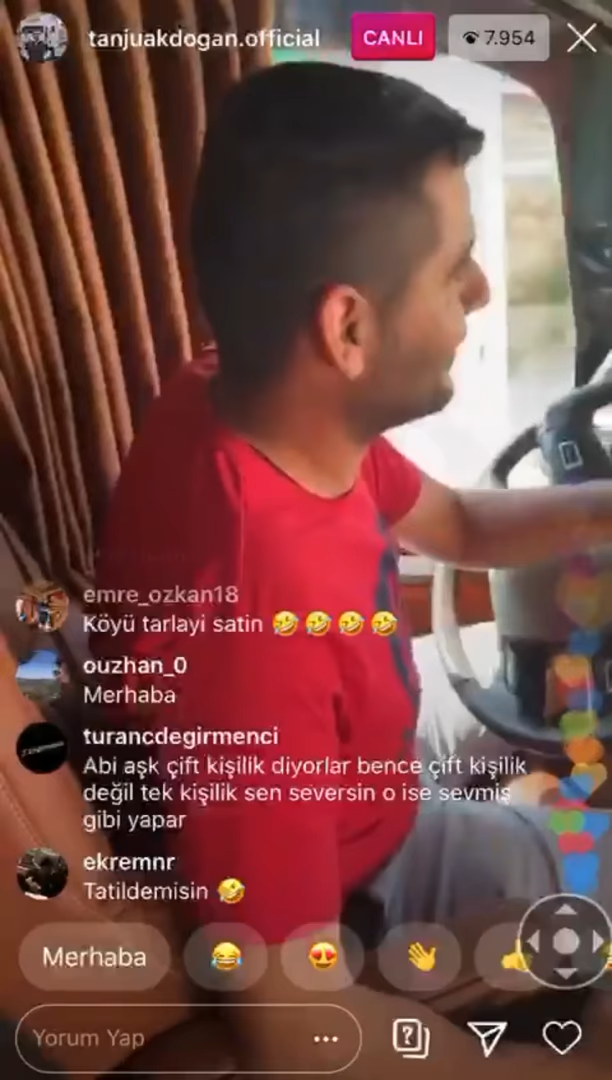 tanjuakdogan.official CANLI 7.954
emre_ozkan18
Köyü tarlayi satin 🤣🤣🤣🤣
ouzhan_0
Merhaba
turancdegirmenci
Abi aşk çift kişilik diyorlar bence çift kişilik
değil tek kişilik sen seversin o ise sevmiş
gibi yapar
ekremnr
Tatildemisin 🤣
Merhaba 😂 😍 👋
Yorum Yap